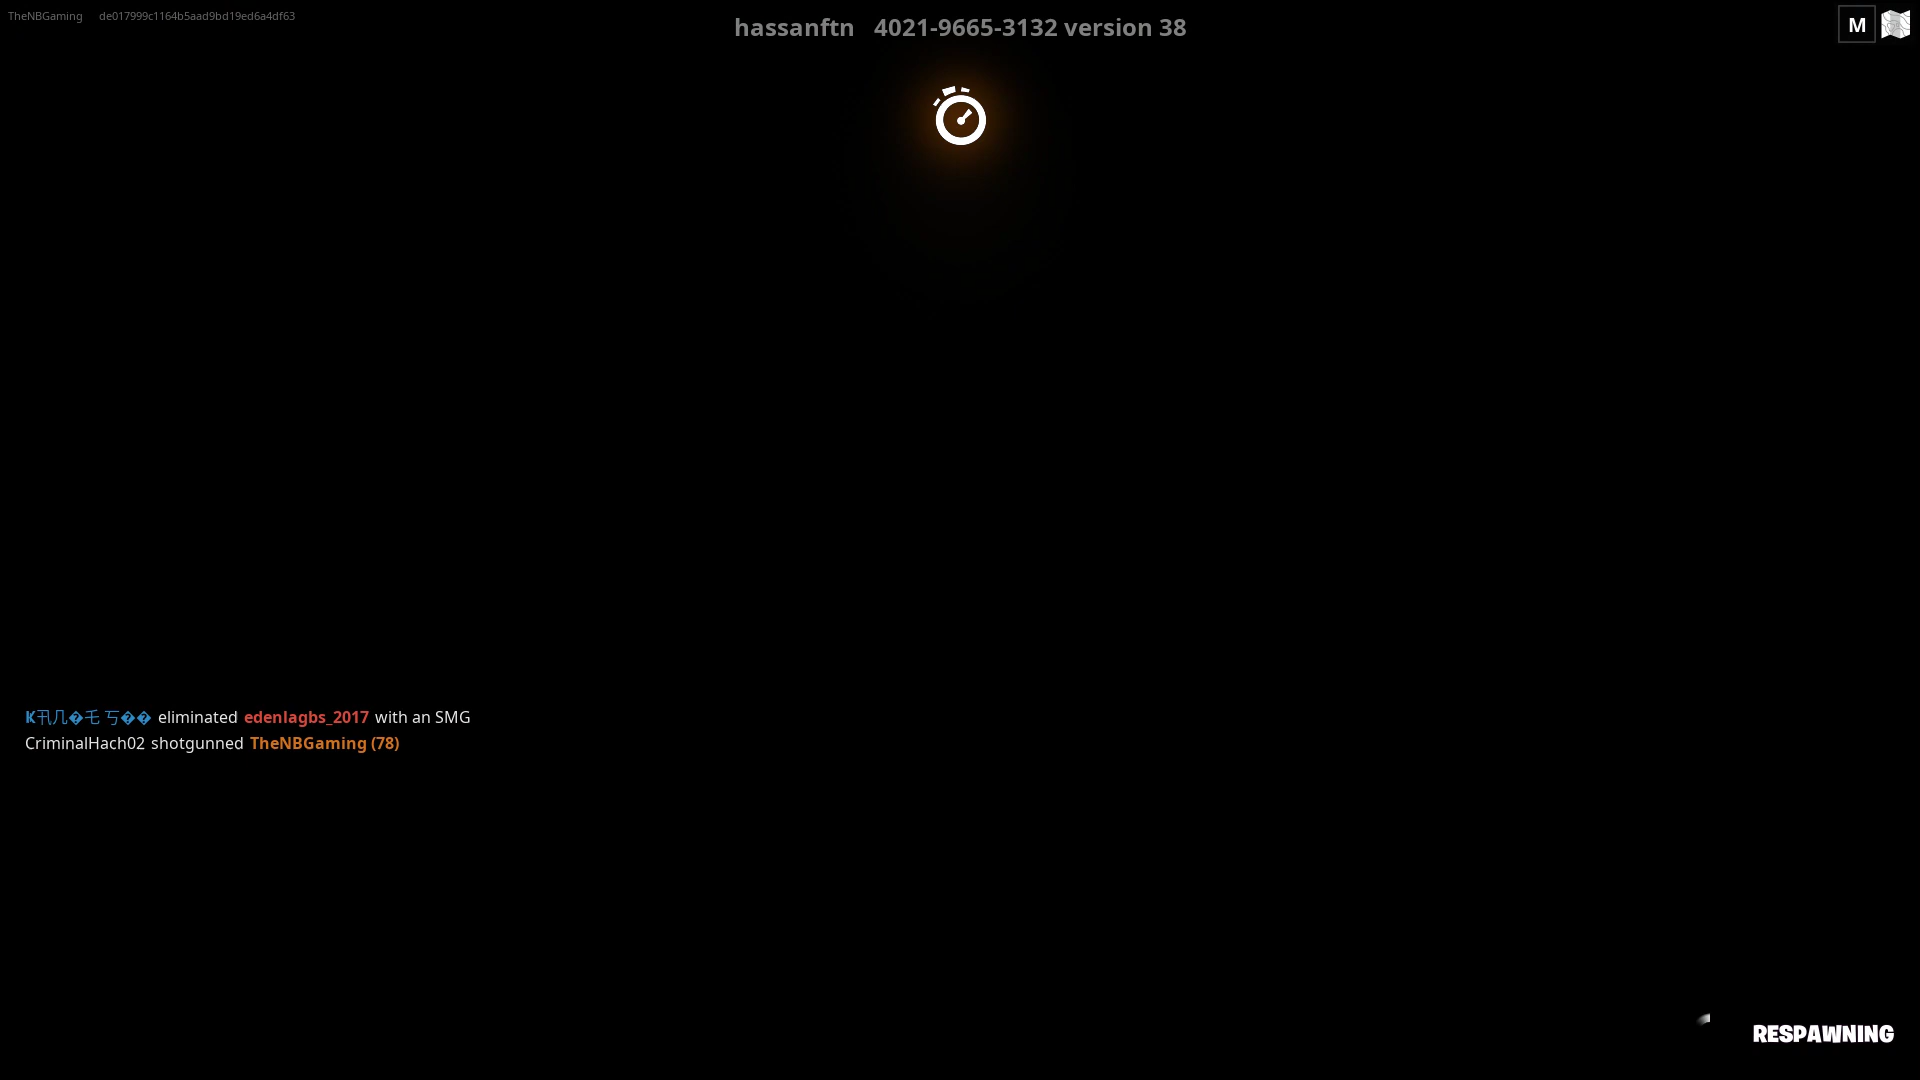 TheNBGaming de017999c1164b5aad9bd19ed6a4df63
hassanftn 4021-9665-3132 version 38
M
eliminated edenlagbs_2017 with an SMG
CriminalHach02 shotgunned TheNBGaming (78)
RESPAWNING